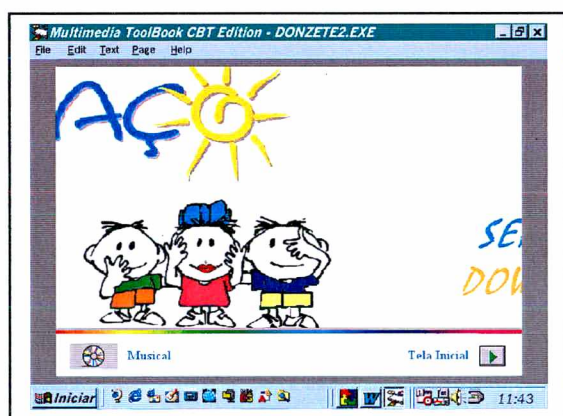 Multimedia ToolBook CBT Edition - DONZETE2.EXE
File Edit Text Page Help
AÇ
SE
DOW
Musical
Tela Inicial
Iniciar
11:43